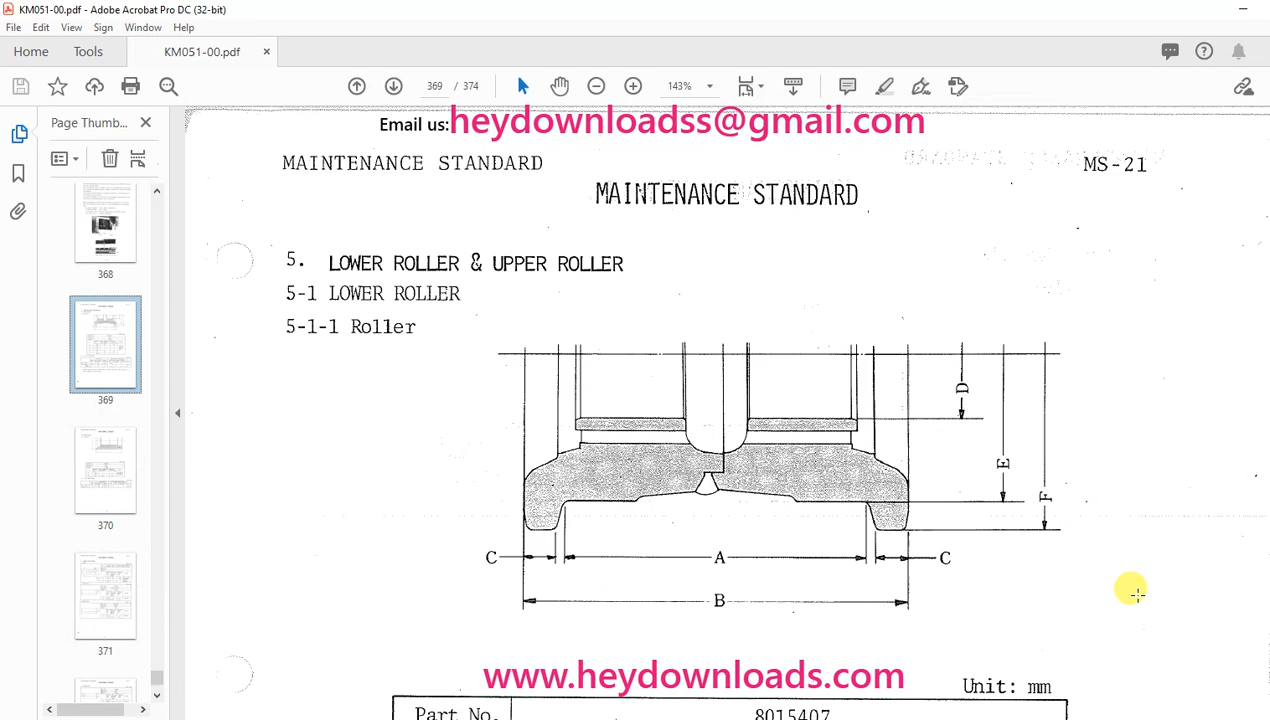 KM051-00.pdf - Adobe Acrobat Pro DC (32-bit)
File Edit View Sign Window Help
Home Tools KM051-00.pdf ×
369 / 374 143%
Page Thumb...
368
369
370
371
Email us:heydownloadss@gmail.com
MAINTENANCE STANDARD MS-21
MAINTENANCE STANDARD
5. LOWER ROLLER & UPPER ROLLER
5-1 LOWER ROLLER
5-1-1 Roller
D
E
F
C A C
B
www.heydownloads.com
Unit: mm
Part No. 8015407